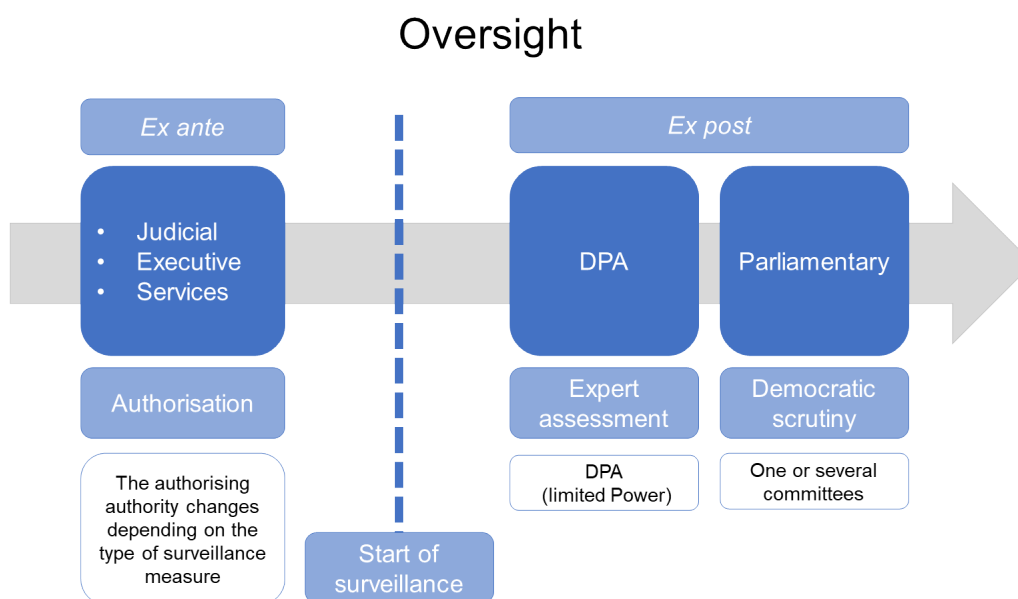 Oversight
Ex ante
Ex post
• Judicial
• Executive
• Services
DPA
Parliamentary
Authorisation
Expert
assessment
Democratic
scrutiny
The authorising
authority changes
depending on the
type of surveillance
measure
DPA
(limited Power)
One or several
committees
Start of
surveillance